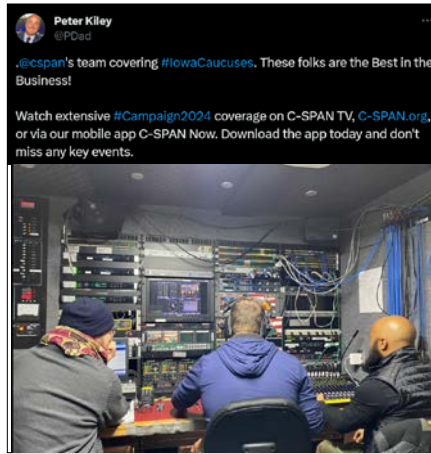 Peter Kiley
@PDad
.@cspan's team covering #IowaCaucuses. These folks are the Best in the
Business!
Watch extensive #Campaign2024 coverage on C-SPAN TV, C-SPAN.org,
or via our mobile app C-SPAN Now. Download the app today and don't
miss any key events.